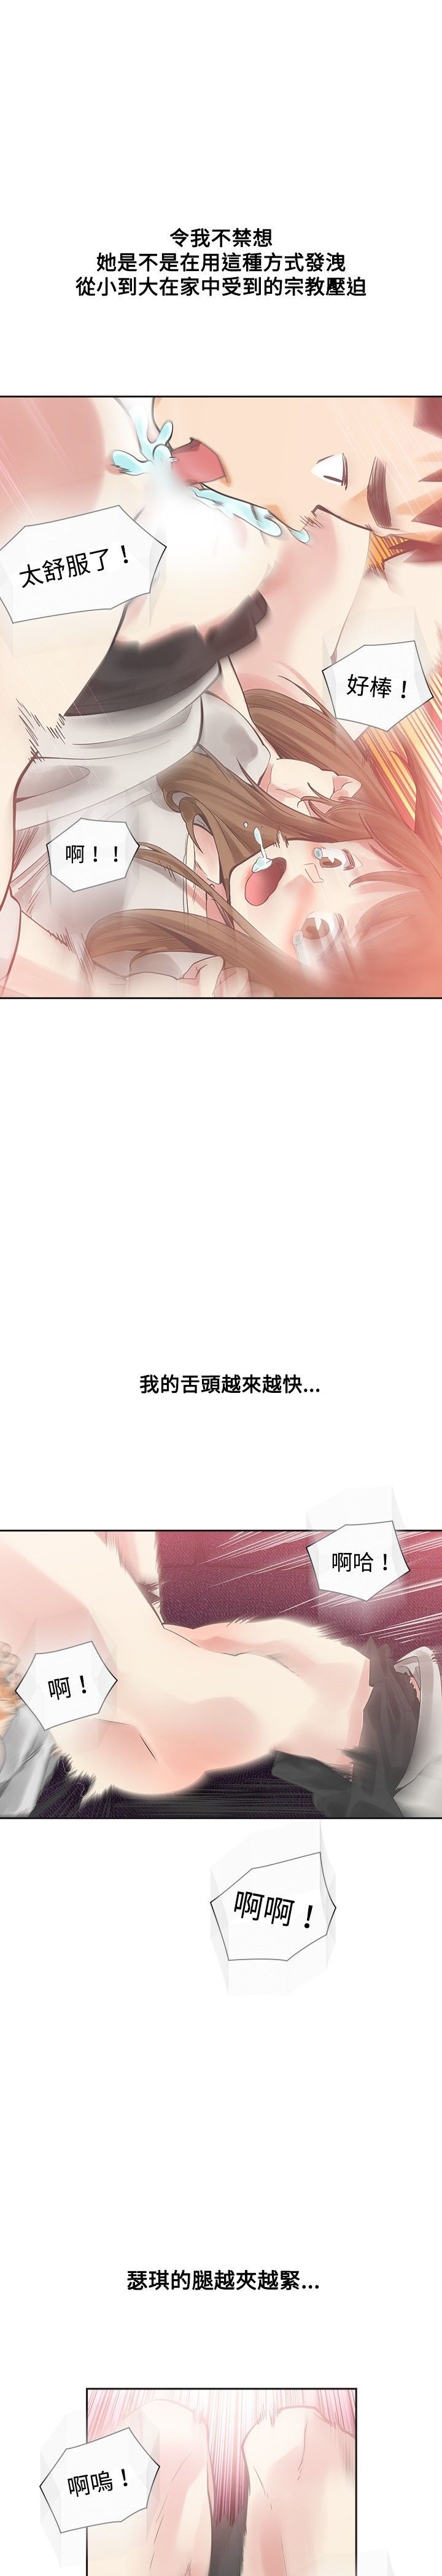 令我不禁想
她是不是在用這種方式發洩
從小到大在家中受到的宗教壓迫
太舒服了！
好棒！
啊！！
我的舌頭越來越快...
啊哈！
啊！
啊啊！
瑟琪的腿越夾越緊...
啊嗚！